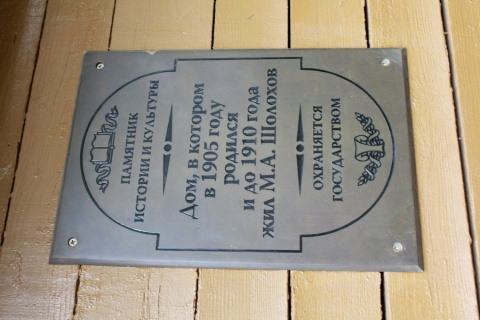 ПАМЯТНИК
ИСТОРИИ И КУЛЬТУРЫ
Дом, в котором
в 1905 году
родился
и до 1910 года
жил М.А. Шолохов
ОХРАНЯЕТСЯ
ГОСУДАРСТВОМ